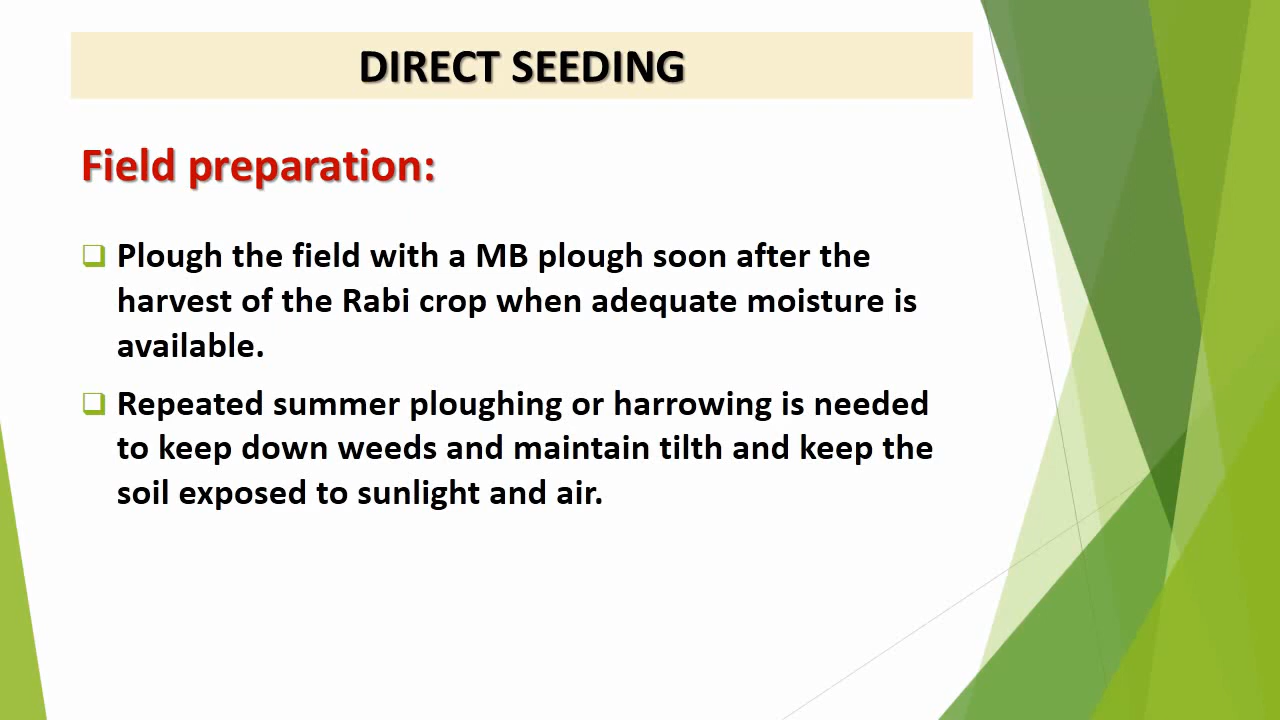 DIRECT SEEDING
Field preparation:
Plough the field with a MB plough soon after the
harvest of the Rabi crop when adequate moisture is
available.
Repeated summer ploughing or harrowing is needed
to keep down weeds and maintain tilth and keep the
soil exposed to sunlight and air.